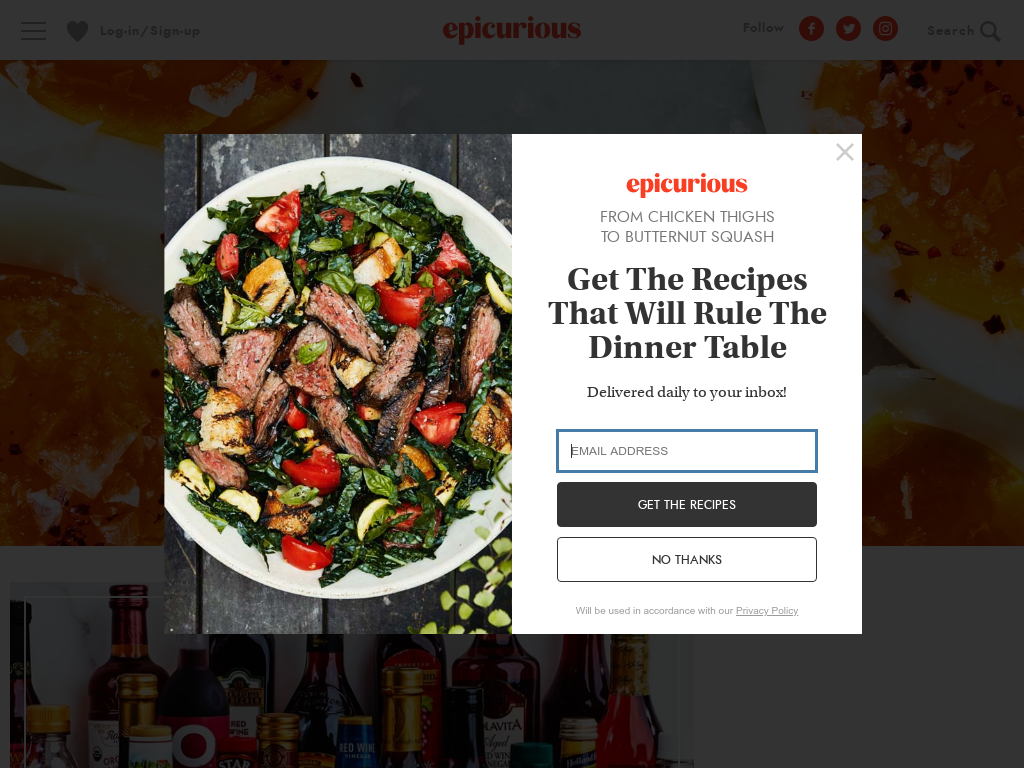 Log-in/Sign-up
epicurious
Follow
Search
epicurious
FROM CHICKEN THIGHS
TO BUTTERNUT SQUASH
Get The Recipes
That Will Rule The
Dinner Table
Delivered daily to your inbox!
EMAIL ADDRESS
GET THE RECIPES
NO THANKS
Will be used in accordance with our Privacy Policy
RED
WINE
RED WINE
VINEGAR
STAR